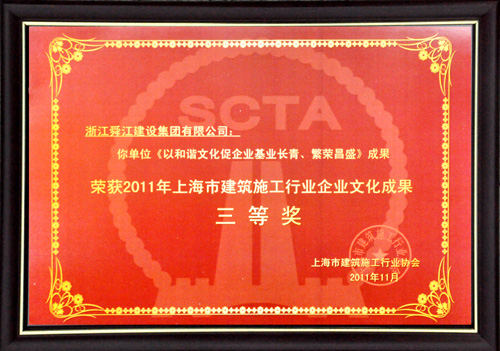 SCTA
浙江舜江建设集团有限公司：
你单位《以和谐文化促企业基业长青、繁荣昌盛》成果
荣获2011年上海市建筑施工行业企业文化成果
三等奖
上海市建筑施工行业协会
2011年11月